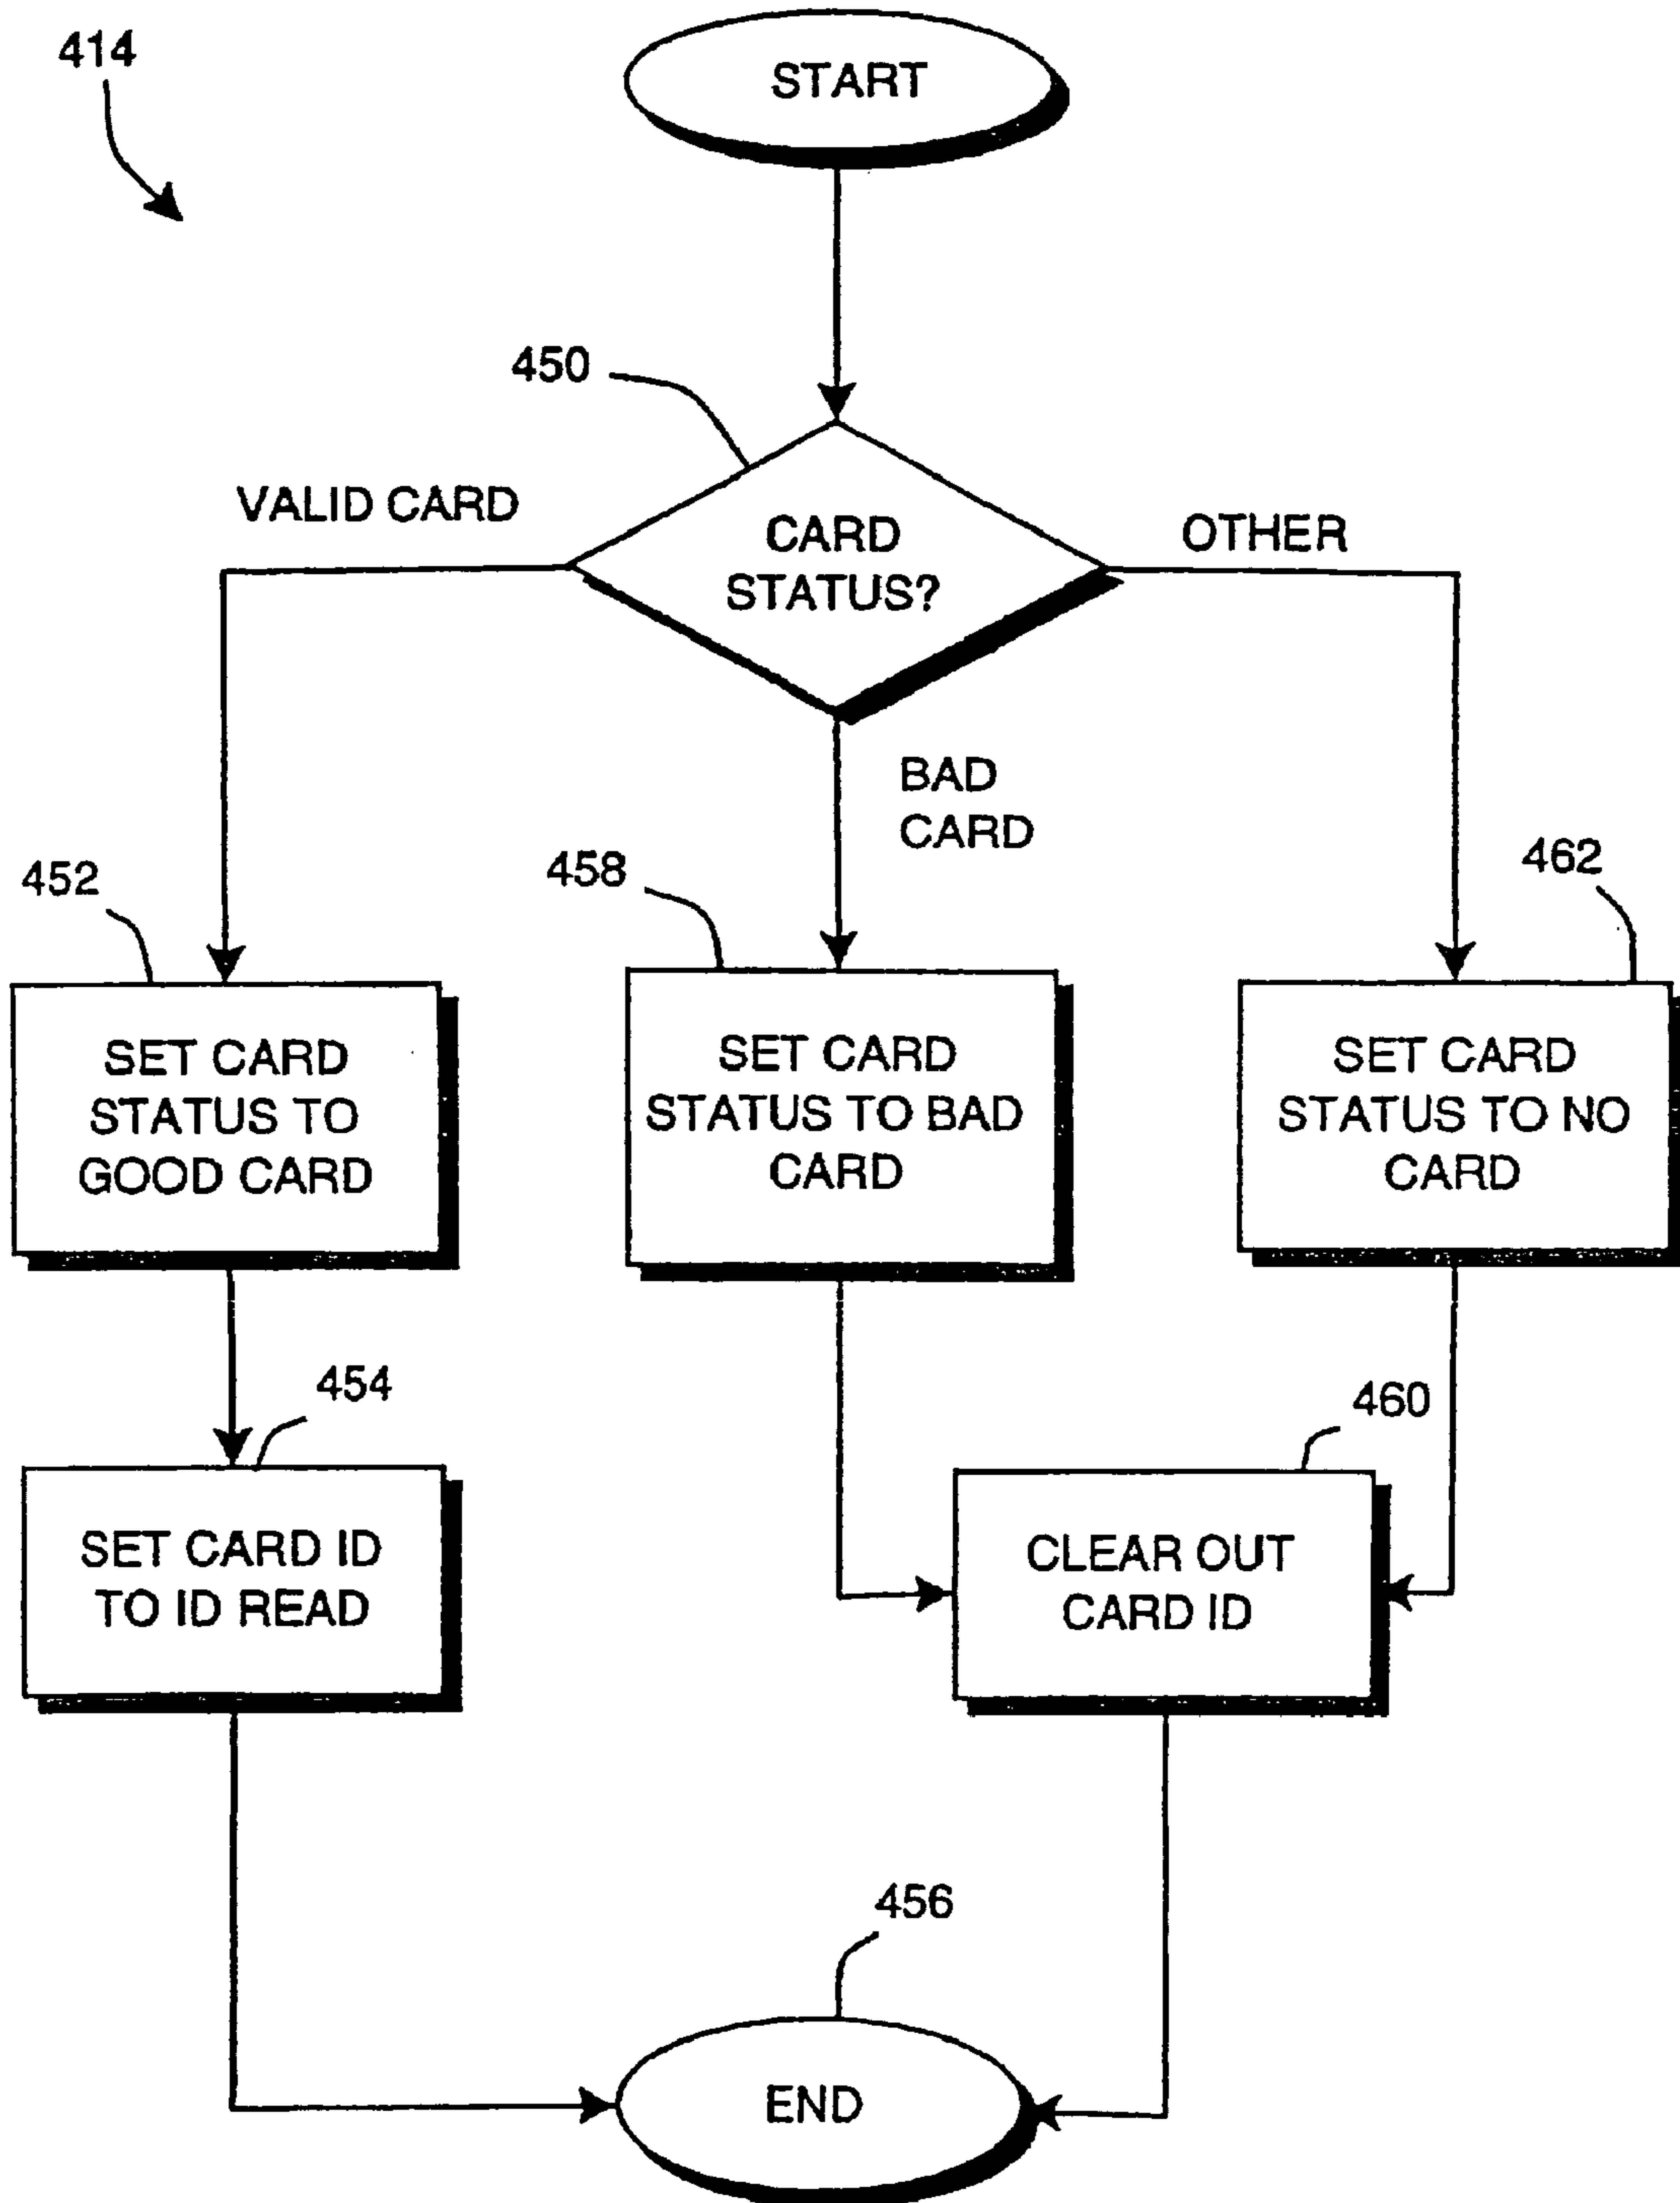 414
START
450
VALID CARD
CARD
STATUS?
OTHER
BAD
CARD
452
458
462
SET CARD
STATUS TO
GOOD CARD
SET CARD
STATUS TO BAD
CARD
SET CARD
STATUS TO NO
CARD
454
460
SET CARD ID
TO ID READ
CLEAR OUT
CARD ID
456
END